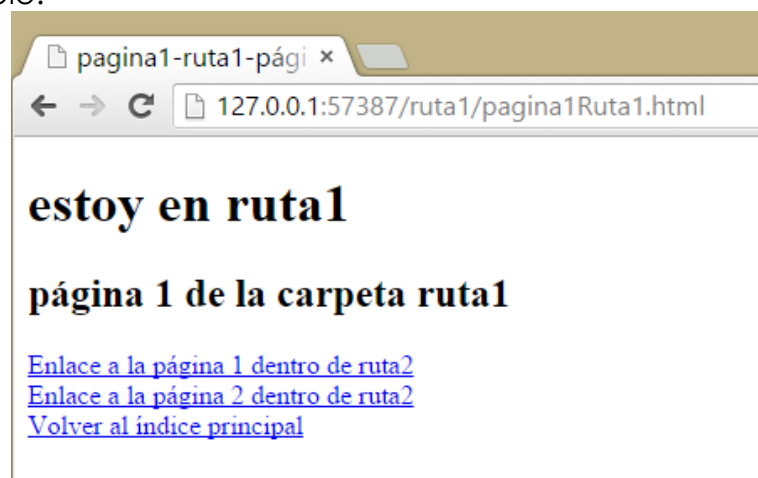 pagina1-ruta1-pági
127.0.0.1:57387/ruta1/pagina1Ruta1.html
estoy en ruta1
página 1 de la carpeta ruta1
Enlace a la página 1 dentro de ruta2
Enlace a la página 2 dentro de ruta2
Volver al índice principal